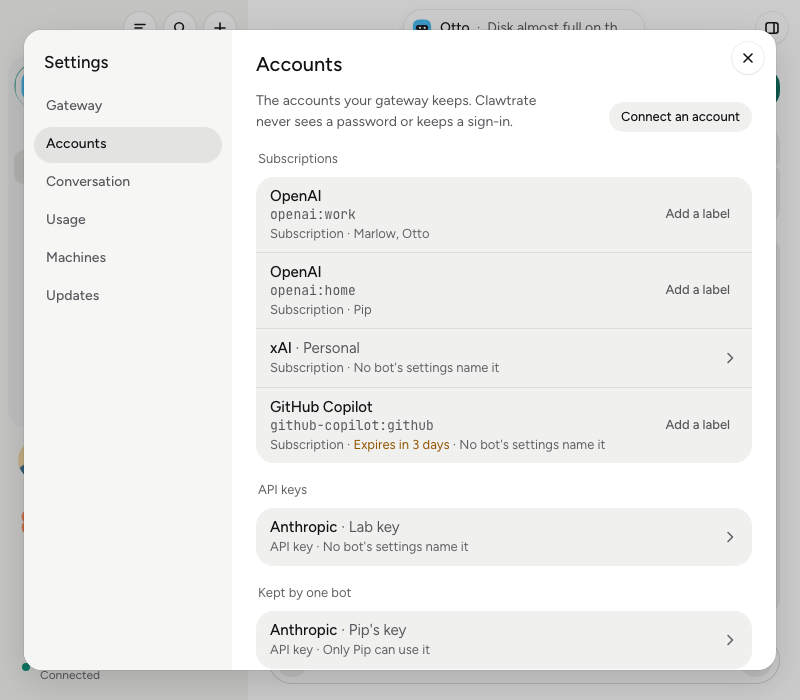 Otto · Disk almost full on th
Settings
Gateway
Accounts
Conversation
Usage
Machines
Updates
Connected
Accounts
The accounts your gateway keeps. Clawtrate
never sees a password or keeps a sign-in.
Connect an account
Subscriptions
OpenAI
openai:work
Subscription · Marlow, Otto
Add a label
OpenAI
openai:home
Subscription · Pip
Add a label
xAI · Personal
Subscription · No bot's settings name it
GitHub Copilot
github-copilot:github
Subscription · Expires in 3 days · No bot's settings name it
Add a label
API keys
Anthropic · Lab key
API key · No bot's settings name it
Kept by one bot
Anthropic · Pip's key
API key · Only Pip can use it